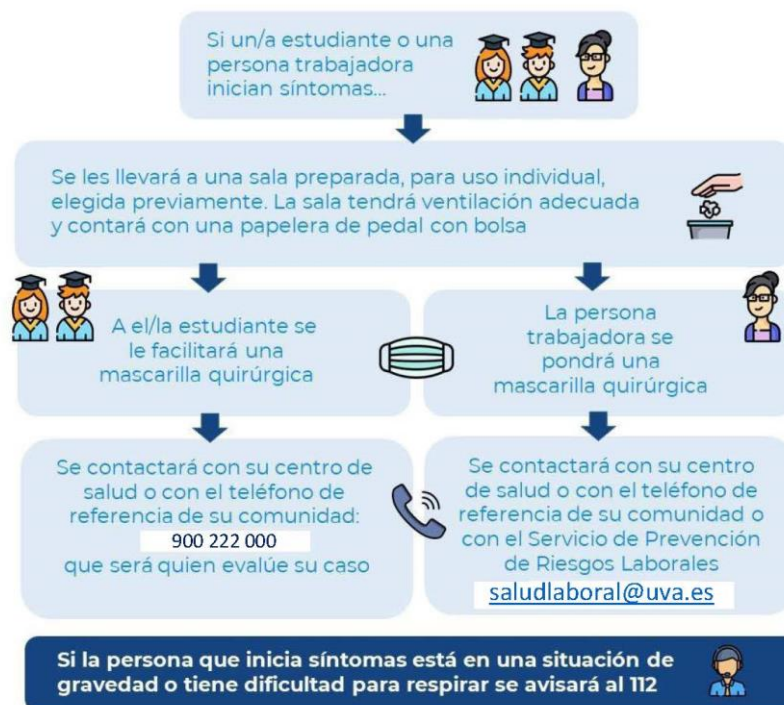 Si un/a estudiante o una
persona trabajadora
inician síntomas...
Se les llevará a una sala preparada, para uso individual,
elegida previamente. La sala tendrá ventilación adecuada
y contará con una papelera de pedal con bolsa
A el/la estudiante se
le facilitará una
mascarilla quirúrgica
La persona
trabajadora se
pondrá una
mascarilla quirúrgica
Se contactará con su centro de
salud o con el teléfono de
referencia de su comunidad:
900 222 000
que será quien evalúe su caso
Se contactará con su centro
de salud o con el teléfono de
referencia de su comunidad o
con el Servicio de Prevención
de Riesgos Laborales
saludlaboral@uva.es
Si la persona que inicia síntomas está en una situación de
gravedad o tiene dificultad para respirar se avisará al 112